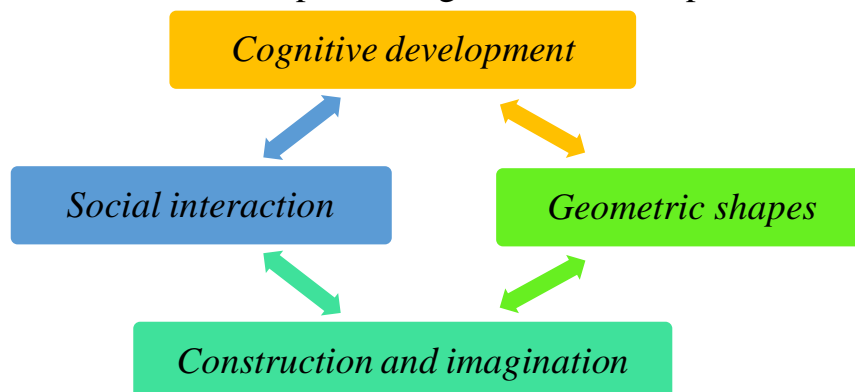 Cognitive development
Social interaction
Geometric shapes
Construction and imagination